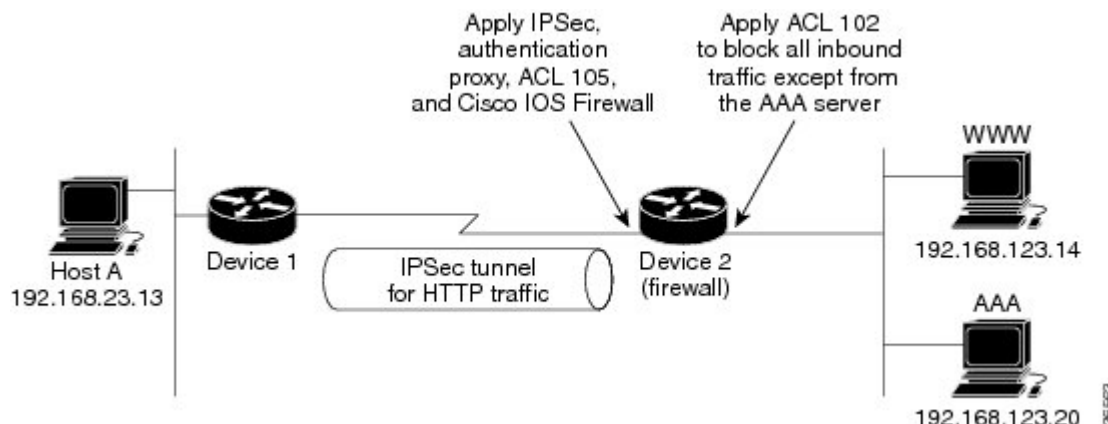 Apply IPSec,
authentication
proxy, ACL 105,
and Cisco IOS Firewall
Apply ACL 102
to block all inbound
traffic except from
the AAA server
WWW
192.168.123.14
Host A
192.168.23.13
Device 1
IPSec tunnel
for HTTP traffic
Device 2
(firewall)
AAA
192.168.123.20